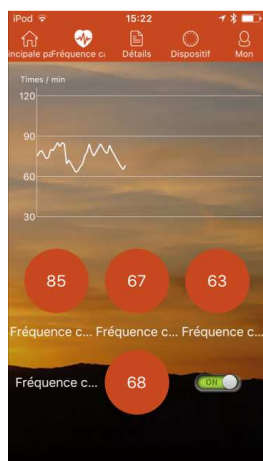 iPod 15:22
incipale pa Fréquence ca Détails Dispositif Mon
Times / min
120
90
60
30
85 67 63
Fréquence c... Fréquence c... Fréquence c...
Fréquence c... 68 ON